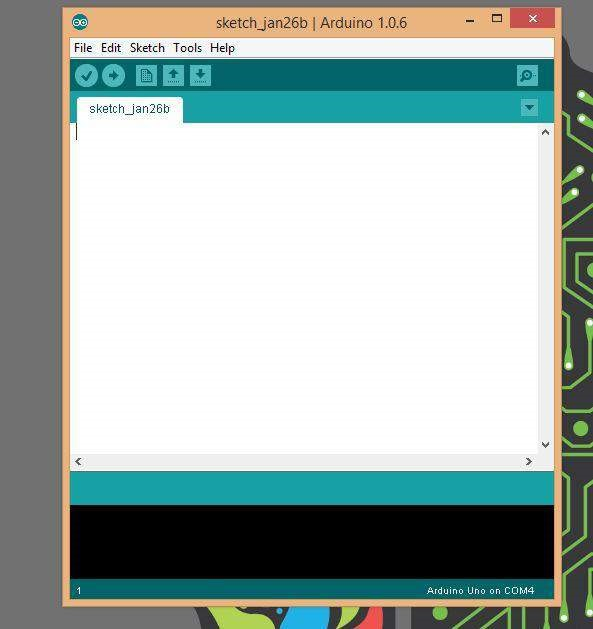 sketch_jan26b | Arduino 1.0.6
File Edit Sketch Tools Help
sketch_jan26b
1
Arduino Uno on COM4